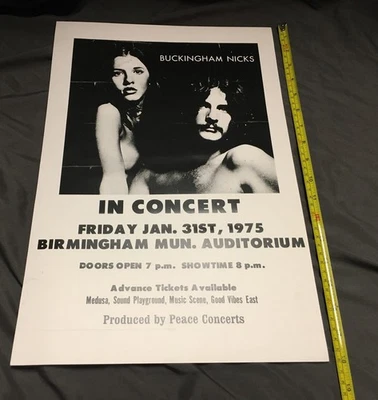 BUCKINGHAM NICKS
IN CONCERT
FRIDAY JAN. 31ST, 1975
BIRMINGHAM MUN. AUDITORIUM
DOORS OPEN 7 p.m. SHOWTIME 8 p.m.
Advance Tickets Available
Medusa, Sound Playground, Music Scene, Good Vibes East
Produced by Peace Concerts